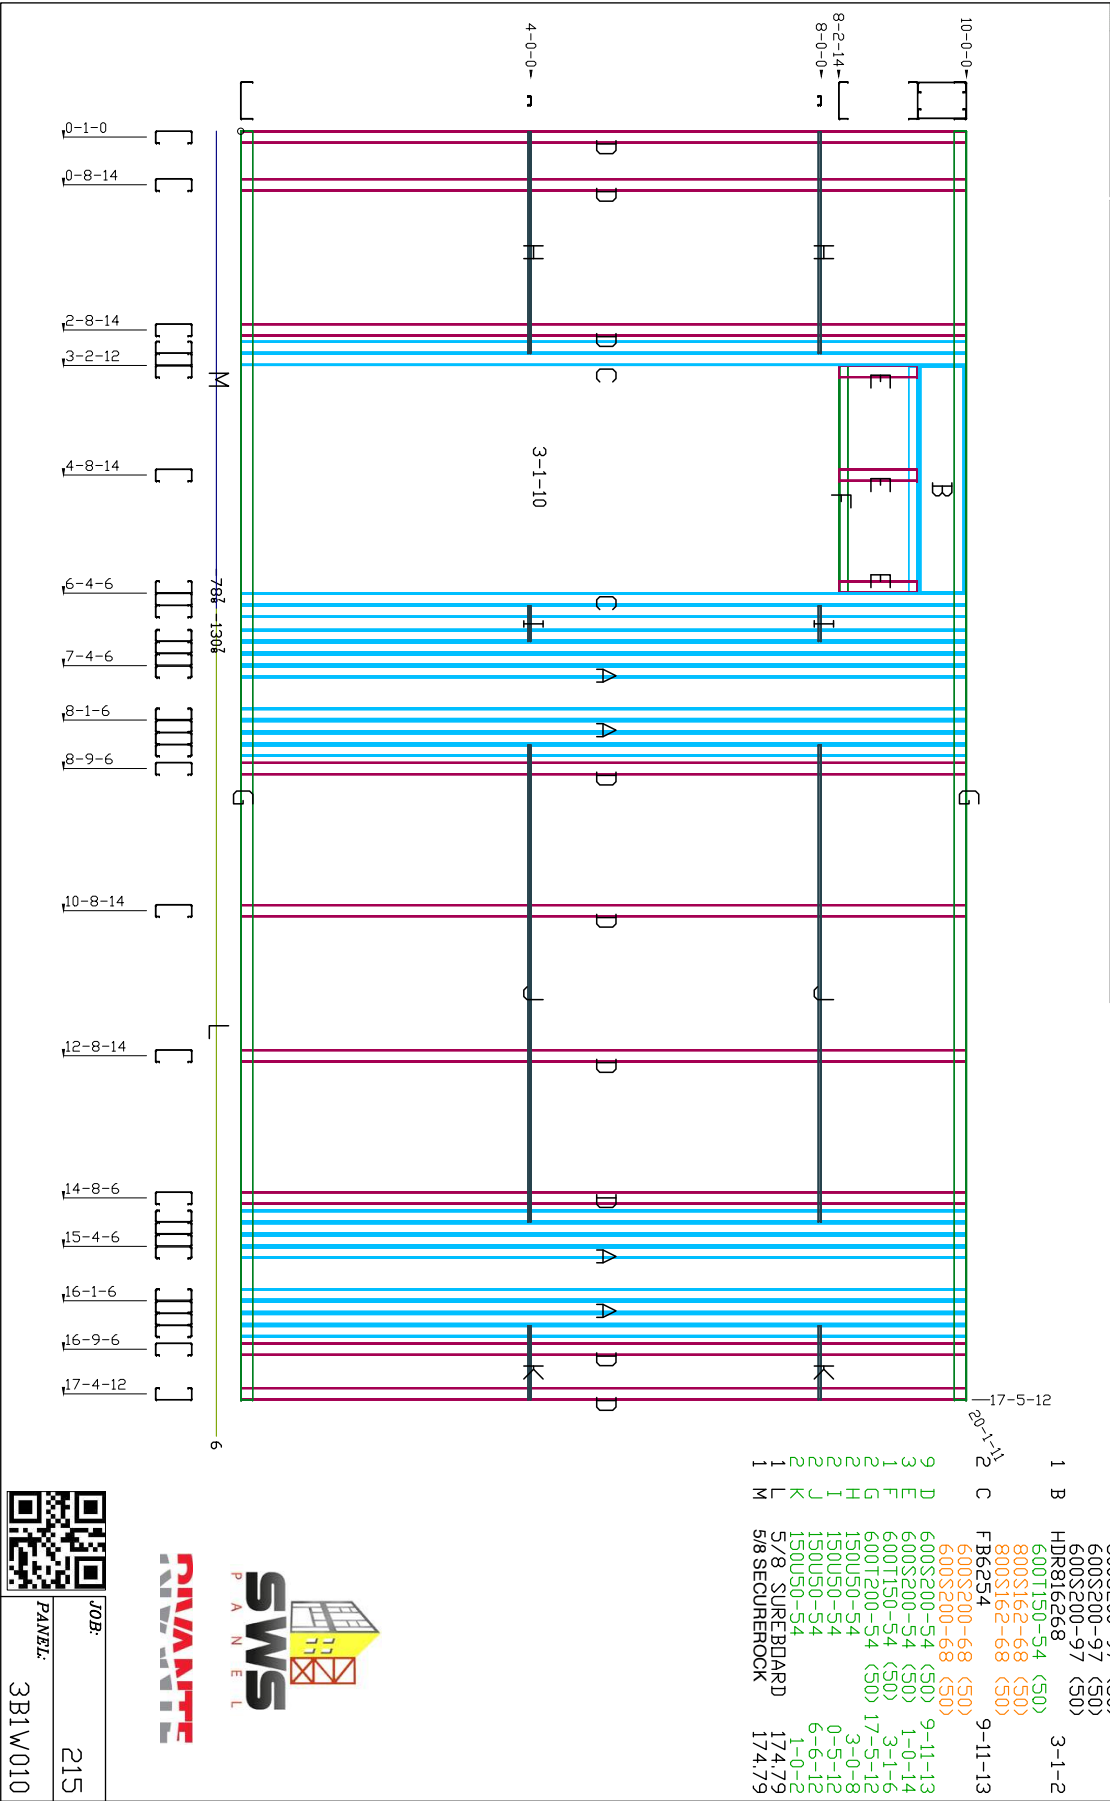 10-0-0
8-2-14
8-0-0
4-0-0
0-1-0
0-8-14
2-8-14
3-2-12
4-8-14
6-4-6
7-4-6
8-1-6
8-9-6
10-8-14
12-8-14
14-8-6
15-4-6
16-1-6
16-9-6
17-4-12
D
D
D
C
C
A
A
D
D
D
D
A
A
D
D
H
H
I
I
J
J
K
K
E
E
E
F
B
3-1-10
G
G
M
L
78⅞
-130⅞
6
17-5-12
20-1-11
600S200-97 (50)
600S200-97 (50)
1 B HDR816268 3-1-2
600T150-54 (50)
800S162-68 (50)
800S162-68 (50)
2 C FB6254 9-11-13
600S200-68 (50)
600S200-68 (50)
9 D 600S200-54 (50) 9-11-13
3 E 600S200-54 (50) 1-0-14
1 F 600T150-54 (50) 3-1-6
2 G 600T200-54 (50) 17-5-12
2 H 150U50-54 3-0-8
2 I 150U50-54 0-5-12
2 J 150U50-54 6-6-12
2 K 150U50-54 1-0-2
1 L 5/8 SUREBOARD 174.79
1 M 5/8 SECUREROCK 174.79
SWS
PANEL
JOB: 215
PANEL: 3B1W010